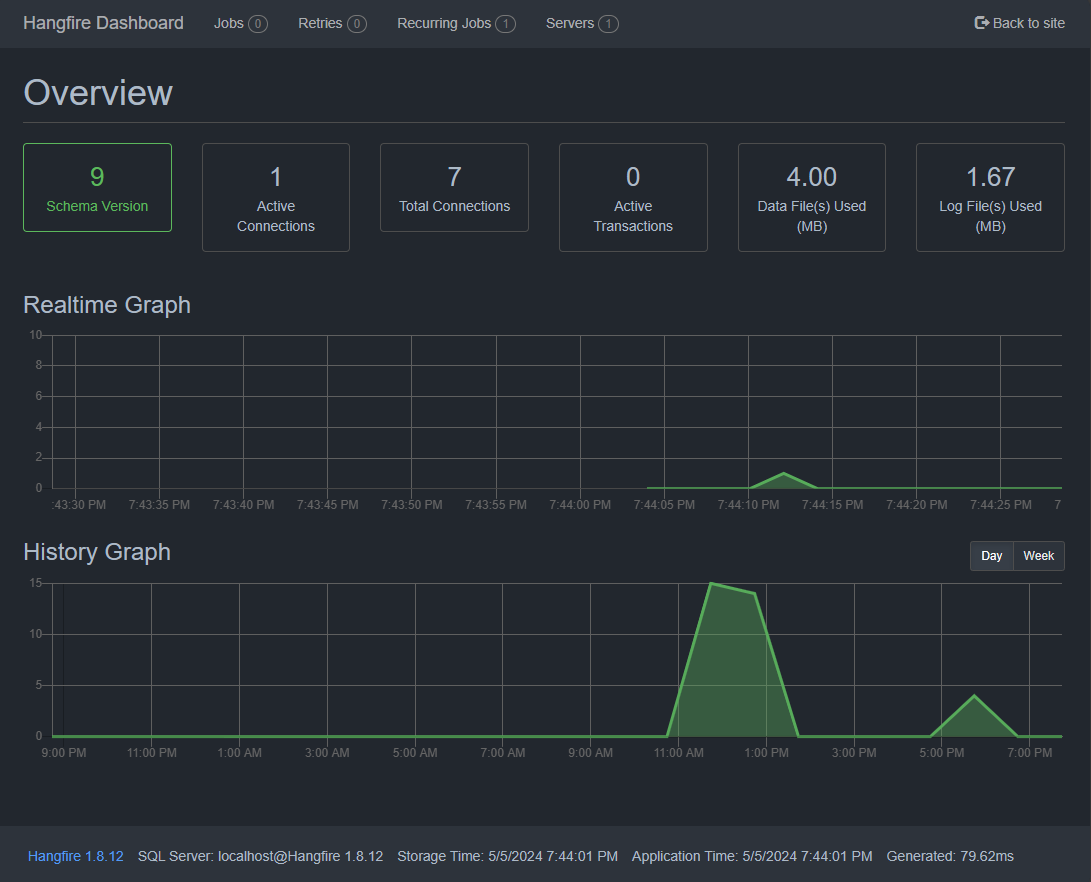 Hangfire Dashboard Jobs 0 Retries 0 Recurring Jobs 1 Servers 1 Back to site
Overview
9
Schema Version
1
Active
Connections
7
Total Connections
0
Active
Transactions
4.00
Data File(s) Used
(MB)
1.67
Log File(s) Used
(MB)
Realtime Graph
10
8
6
4
2
0
:43:30 PM 7:43:35 PM 7:43:40 PM 7:43:45 PM 7:43:50 PM 7:43:55 PM 7:44:00 PM 7:44:05 PM 7:44:10 PM 7:44:15 PM 7:44:20 PM 7:44:25 PM 7
History Graph Day Week
15
10
5
0
9:00 PM 11:00 PM 1:00 AM 3:00 AM 5:00 AM 7:00 AM 9:00 AM 11:00 AM 1:00 PM 3:00 PM 5:00 PM 7:00 PM
Hangfire 1.8.12 SQL Server: localhost@Hangfire 1.8.12 Storage Time: 5/5/2024 7:44:01 PM Application Time: 5/5/2024 7:44:01 PM Generated: 79.62ms